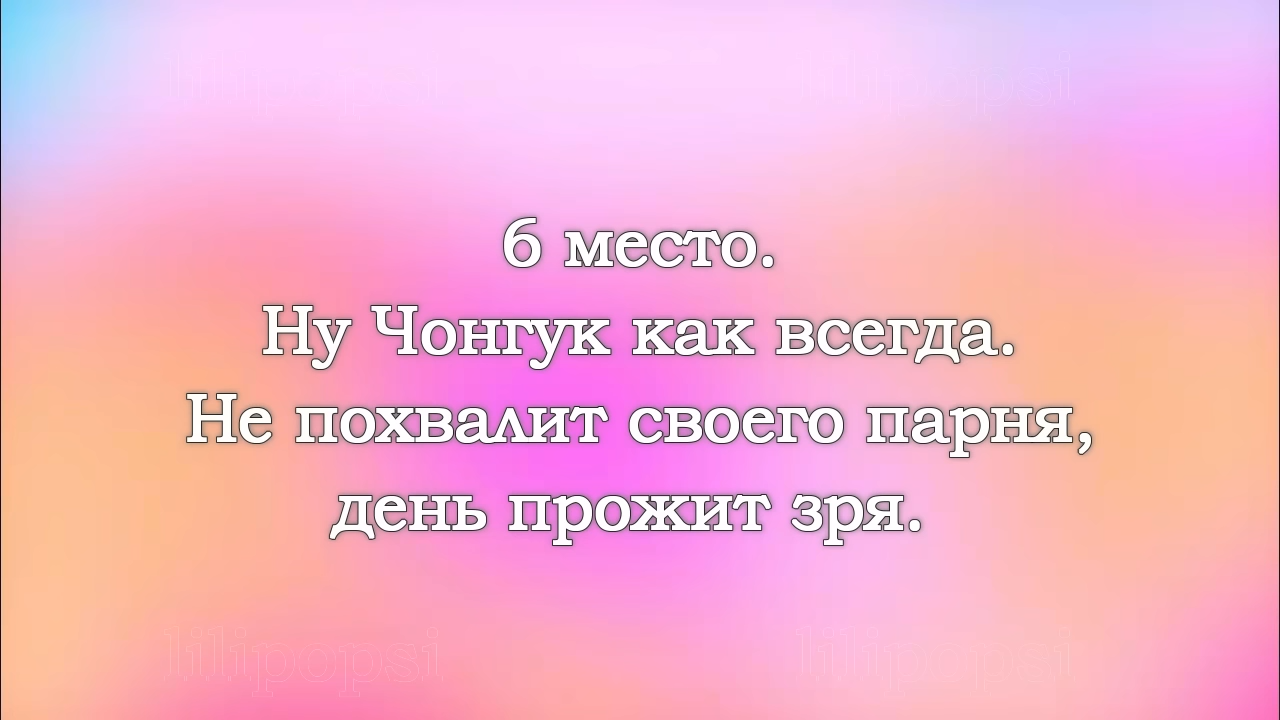 lilipopsi lilipopsi
6 место.
Ну Чонгук как всегда.
Не похвалит своего парня,
день прожит зря.
lilipopsi lilipopsi